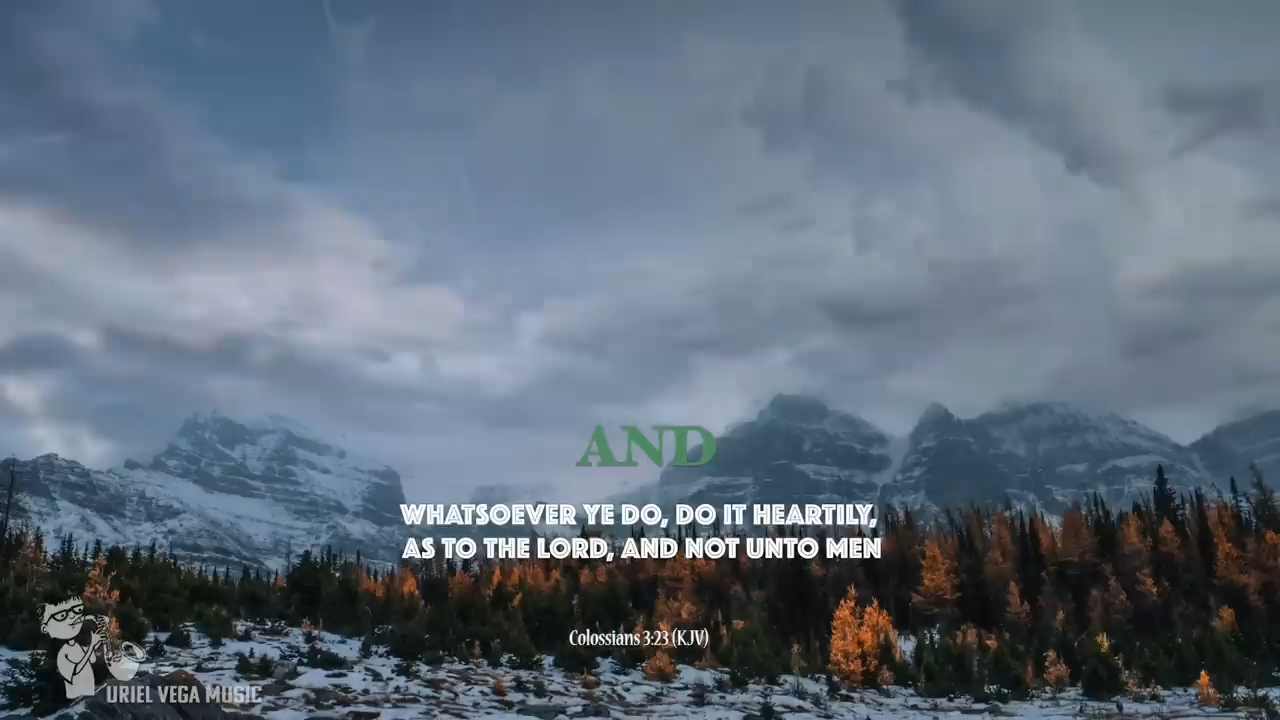 AND
WHATSOEVER YE DO, DO IT HEARTILY,
AS TO THE LORD, AND NOT UNTO MEN
Colossians 3:23 (KJV)
URIEL VEGA MUSIC